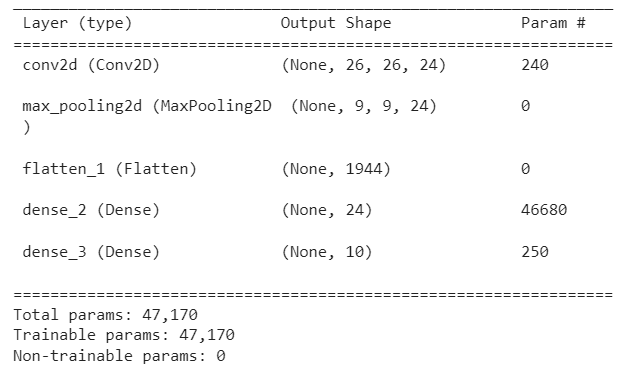 Layer (type) Output Shape Param #
=================================================================
conv2d (Conv2D) (None, 26, 26, 24) 240
max_pooling2d (MaxPooling2D (None, 9, 9, 24) 0
)
flatten_1 (Flatten) (None, 1944) 0
dense_2 (Dense) (None, 24) 46680
dense_3 (Dense) (None, 10) 250
=================================================================
Total params: 47,170
Trainable params: 47,170
Non-trainable params: 0